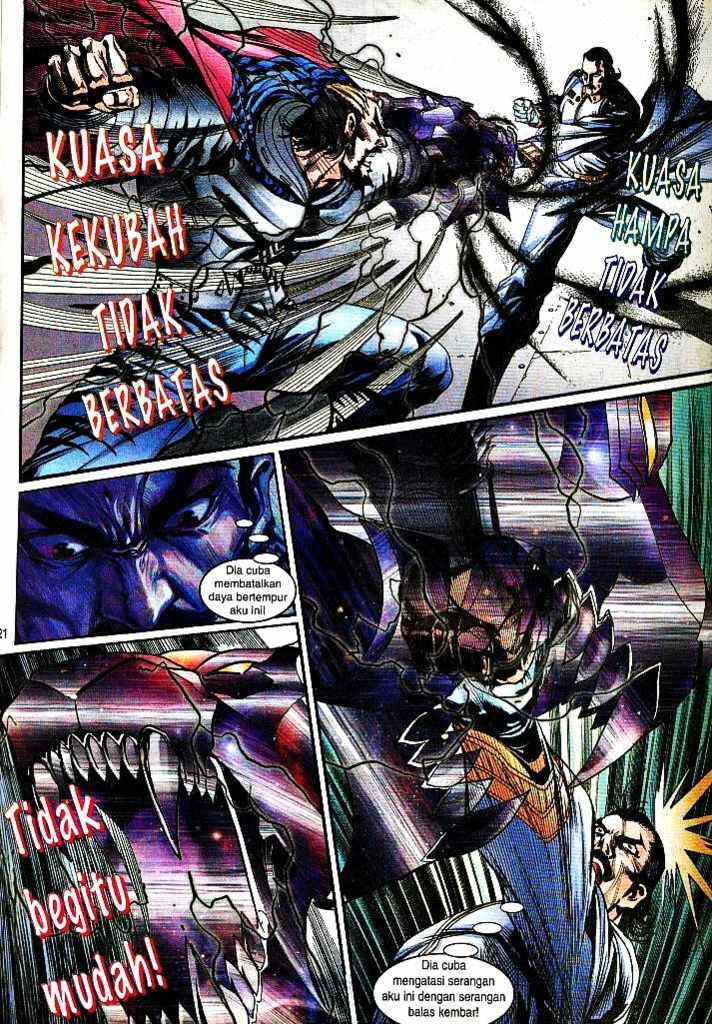 KUASA
KEKUBAH
TIDAK
BERBATAS
KUASA
HAMPA
TIDAK
BERBATAS
Dia cuba
membatalkan
daya bertempur
aku ini!
21
Tidak
begitu
mudah!
Dia cuba
mengatasi serangan
aku ini dengan serangan
balas kembar!